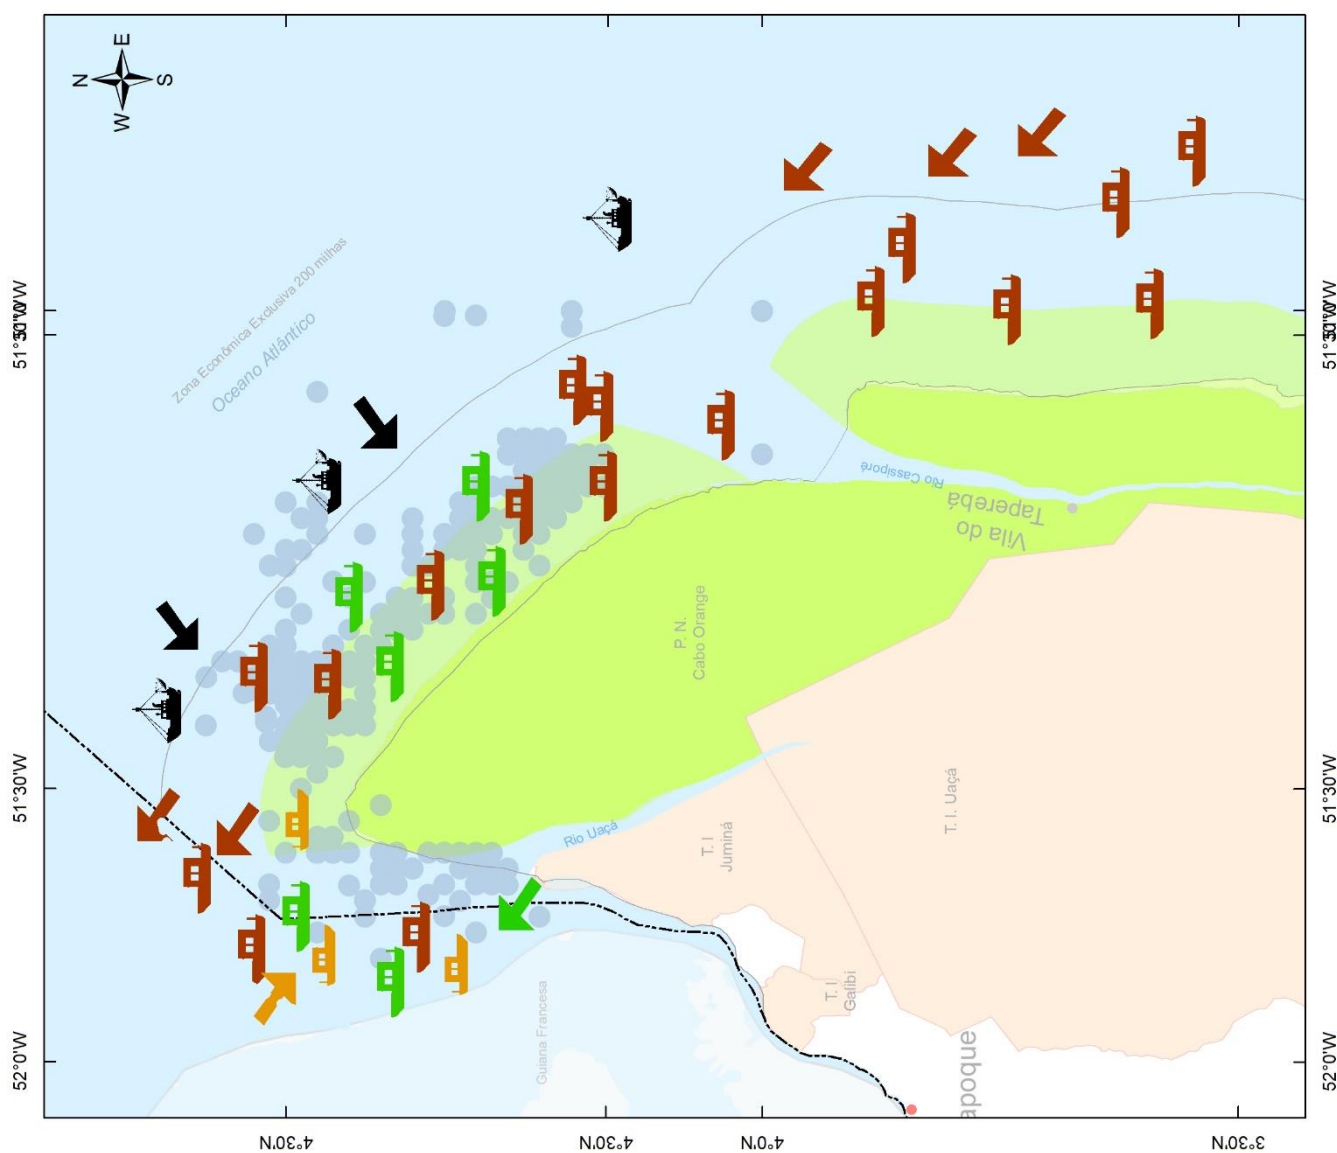 N
E
S
W
Zona Econômica Exclusiva 200 milhas
Oceano Atlântico
51°30'W
51°30'W
52°0'W
51°30'W
51°30'W
52°0'W
Rio Cassiporé
Vila do
Taperebá
P. N.
Cabo Orange
Rio Uaçá
T. I
Juminá
T. I. Uaçá
T. I
Galibi
Guiana Francesa
apoque
4°30'N
4°30'N
4°0'N
3°30'N